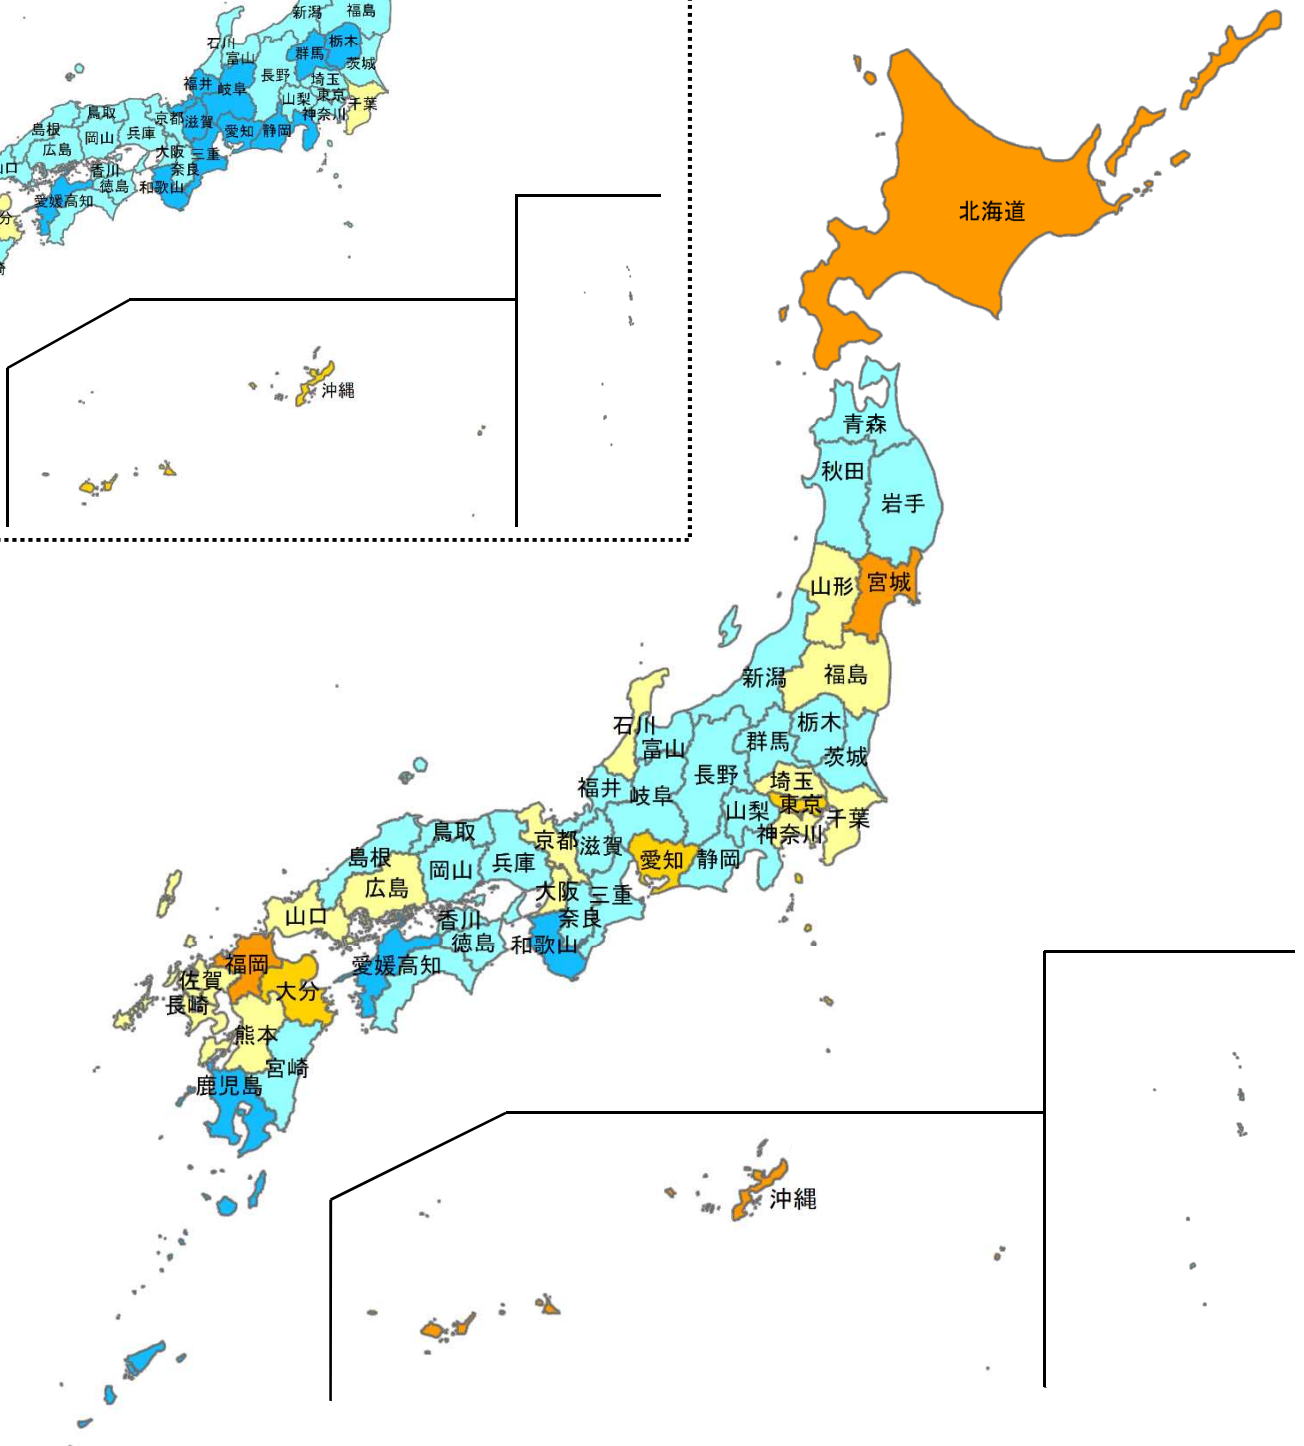 新潟
福島
石川
富山
群馬
栃木
茨城
長野
福井
岐阜
埼玉
東京
山梨
神奈川
千葉
鳥取
京都
滋賀
愛知
静岡
島根
岡山
兵庫
広島
大阪
三重
山口
香川
奈良
徳島
和歌山
愛媛
高知
分
崎
沖縄
北海道
青森
秋田
岩手
山形
宮城
新潟
福島
石川
富山
群馬
栃木
茨城
長野
埼玉
福井
岐阜
東京
山梨
千葉
神奈川
鳥取
京都
滋賀
島根
岡山
兵庫
愛知
静岡
広島
大阪
三重
山口
香川
奈良
徳島
和歌山
福岡
愛媛
高知
佐賀
大分
長崎
熊本
宮崎
鹿児島
沖縄